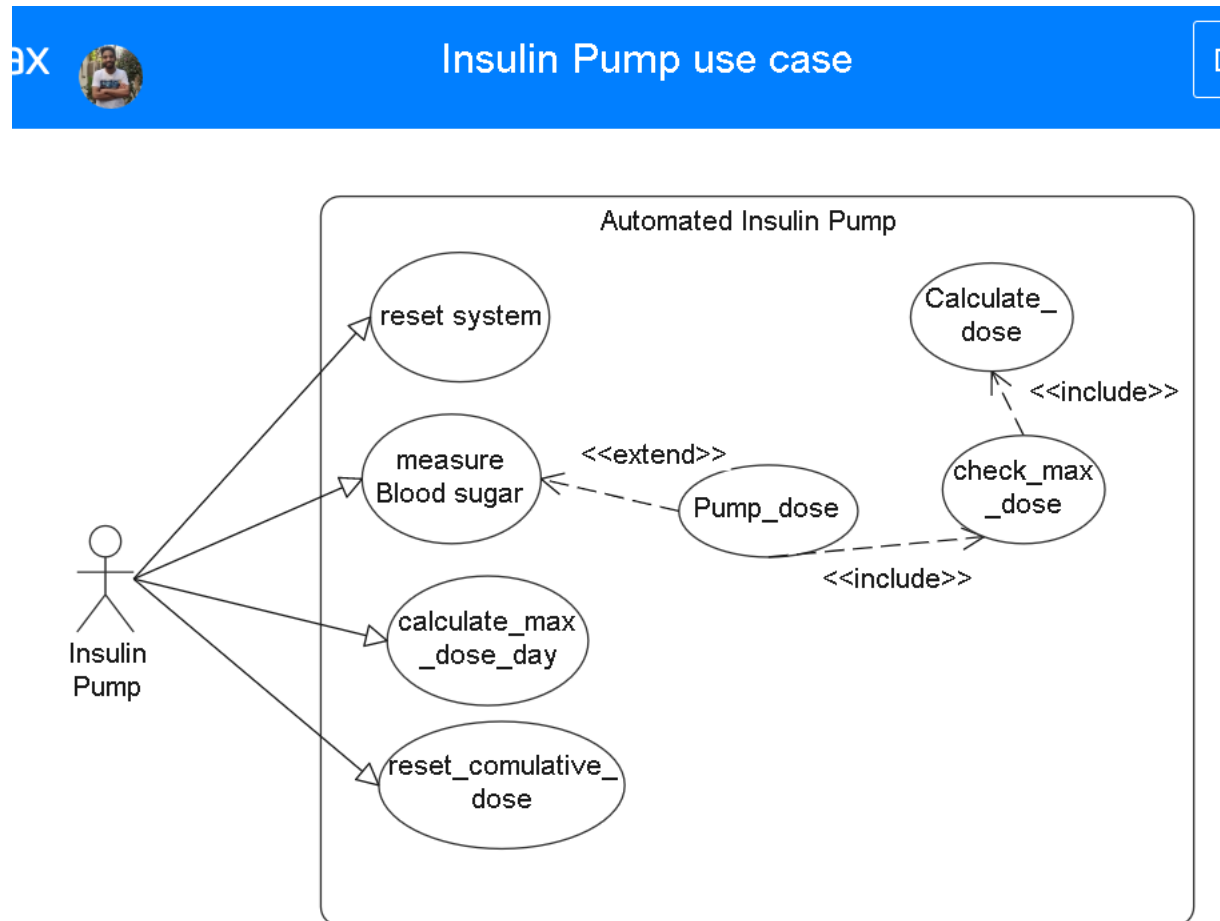 ax
Insulin Pump use case
Automated Insulin Pump
reset system
Calculate_
dose
<<include>>
measure
Blood sugar
<<extend>>
Pump_dose
check_max
_dose
<<include>>
calculate_max
_dose_day
Insulin
Pump
reset_comulative_
dose